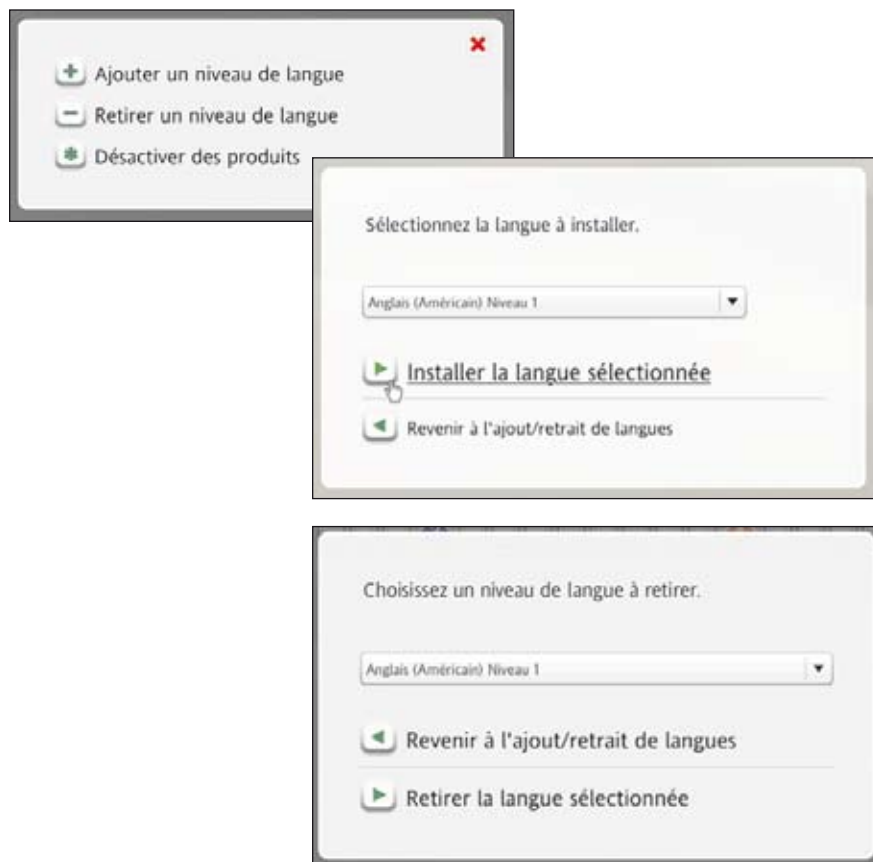 Ajouter un niveau de langue
Retirer un niveau de langue
Désactiver des produits
Sélectionnez la langue à installer.
Anglais (Américain) Niveau 1
Installer la langue sélectionnée
Revenir à l'ajout/retrait de langues
Choisissez un niveau de langue à retirer.
Anglais (Américain) Niveau 1
Revenir à l'ajout/retrait de langues
Retirer la langue sélectionnée